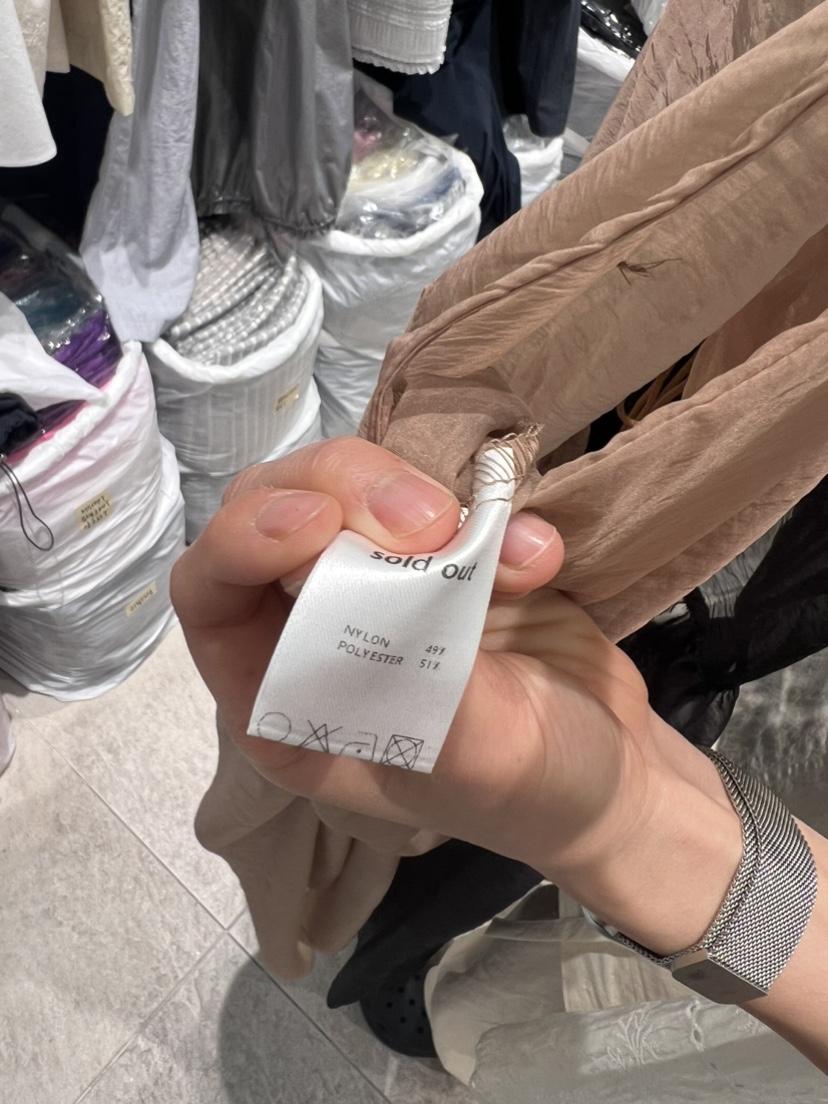 sold out
NYLON 49%
POLYESTER 51%